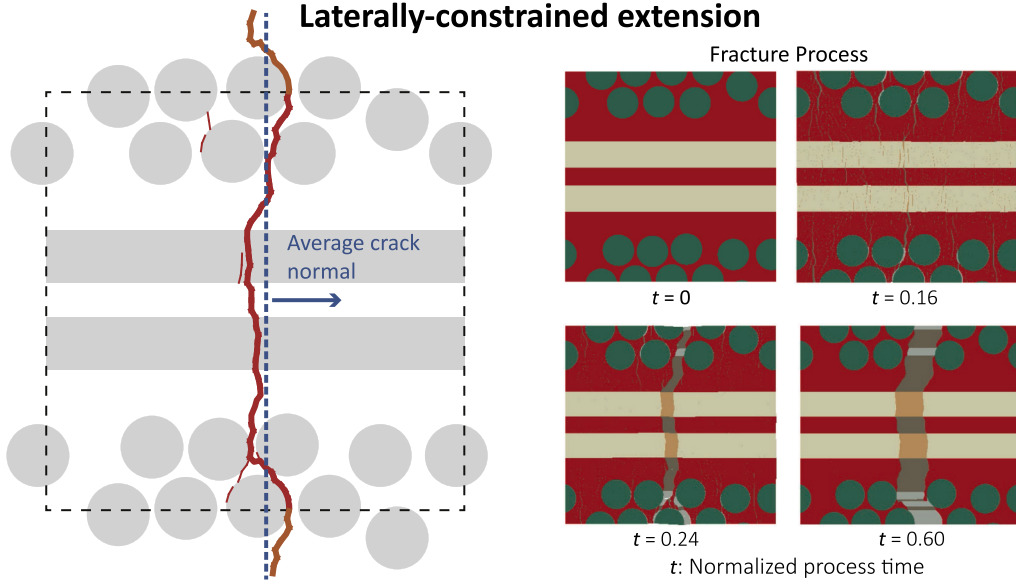 Laterally-constrained extension
Fracture Process
Average crack
normal
t = 0
t = 0.16
t = 0.24
t = 0.60
t: Normalized process time